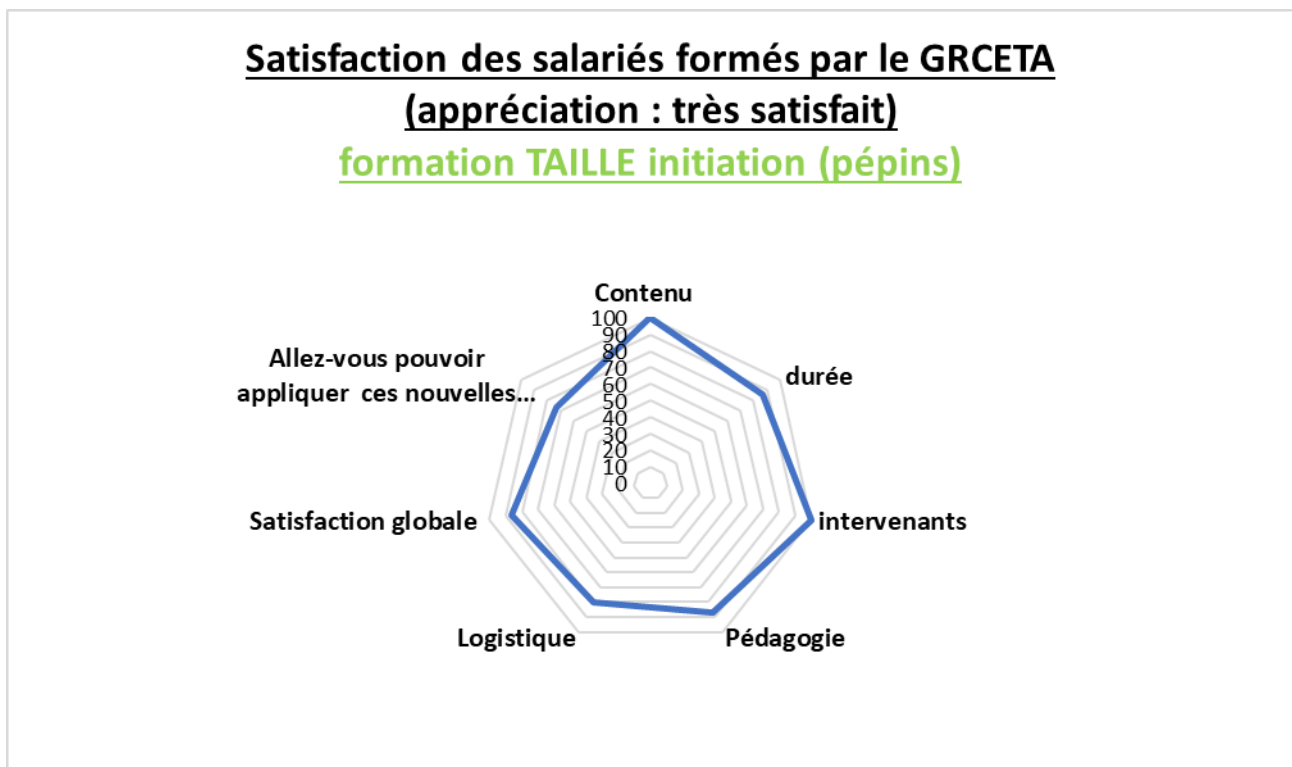 Satisfaction des salariés formés par le GRCETA
(appréciation : très satisfait)
formation TAILLE initiation (pépins)
Contenu
100
90
80
70
60
50
40
30
20
10
0
durée
intervenants
Pédagogie
Logistique
Satisfaction globale
Allez-vous pouvoir
appliquer ces nouvelles...